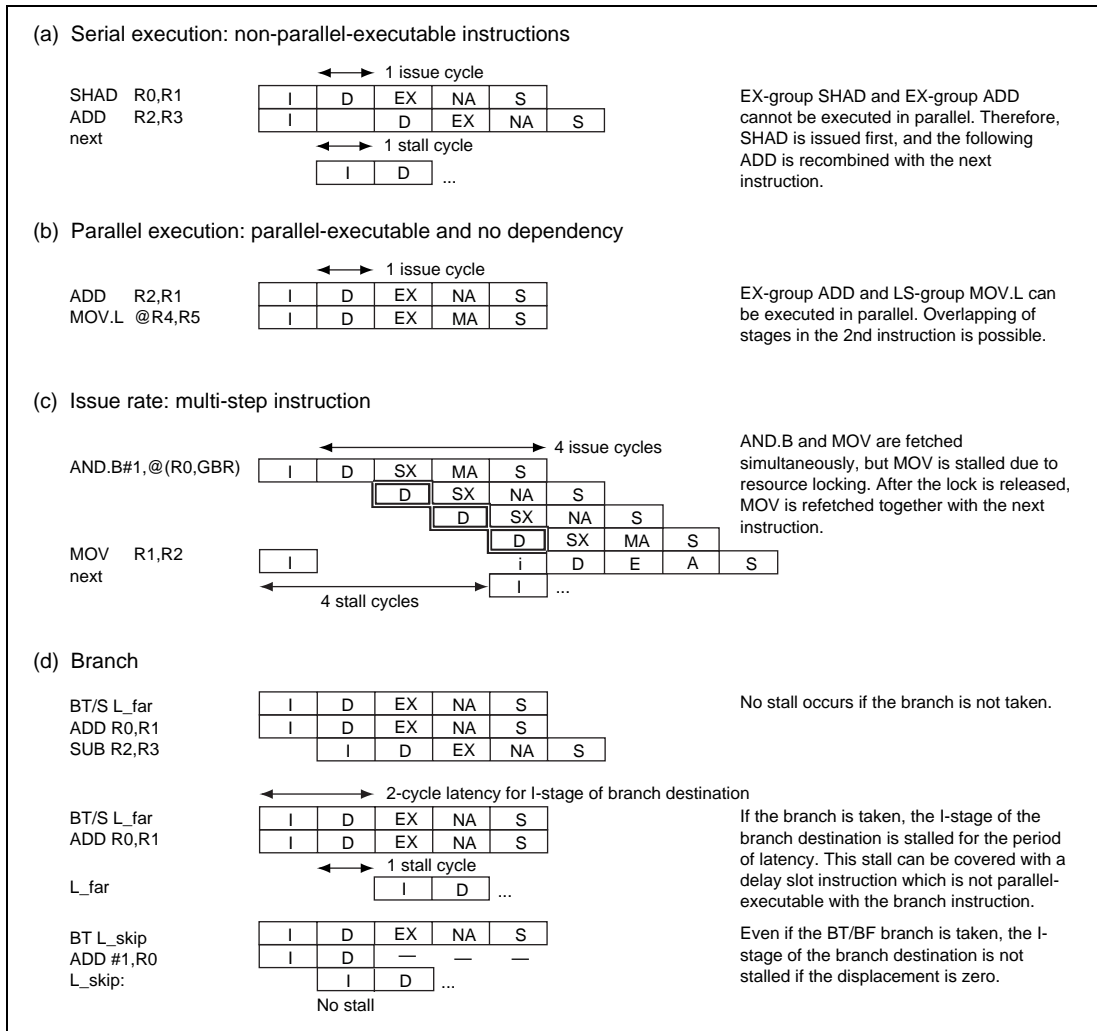 (a) Serial execution: non-parallel-executable instructions
1 issue cycle
SHAD R0,R1 I D EX NA S
ADD R2,R3 I D EX NA S
next
1 stall cycle
I D ...
EX-group SHAD and EX-group ADD
cannot be executed in parallel. Therefore,
SHAD is issued first, and the following
ADD is recombined with the next
instruction.
(b) Parallel execution: parallel-executable and no dependency
1 issue cycle
ADD R2,R1 I D EX NA S
MOV.L @R4,R5 I D EX MA S
EX-group ADD and LS-group MOV.L can
be executed in parallel. Overlapping of
stages in the 2nd instruction is possible.
(c) Issue rate: multi-step instruction
4 issue cycles
AND.B#1,@(R0,GBR) I D SX MA S
D SX NA S
D SX NA S
D SX MA S
MOV R1,R2 I i D E A S
next I ...
4 stall cycles
AND.B and MOV are fetched
simultaneously, but MOV is stalled due to
resource locking. After the lock is released,
MOV is refetched together with the next
instruction.
(d) Branch
BT/S L_far I D EX NA S
ADD R0,R1 I D EX NA S
SUB R2,R3 I D EX NA S
No stall occurs if the branch is not taken.
2-cycle latency for I-stage of branch destination
BT/S L_far I D EX NA S
ADD R0,R1 I D EX NA S
1 stall cycle
L_far I D ...
If the branch is taken, the I-stage of the
branch destination is stalled for the period
of latency. This stall can be covered with a
delay slot instruction which is not parallel-
executable with the branch instruction.
BT L_skip I D EX NA S
ADD #1,R0 I D — — —
L_skip: I D ...
No stall
Even if the BT/BF branch is taken, the I-
stage of the branch destination is not
stalled if the displacement is zero.